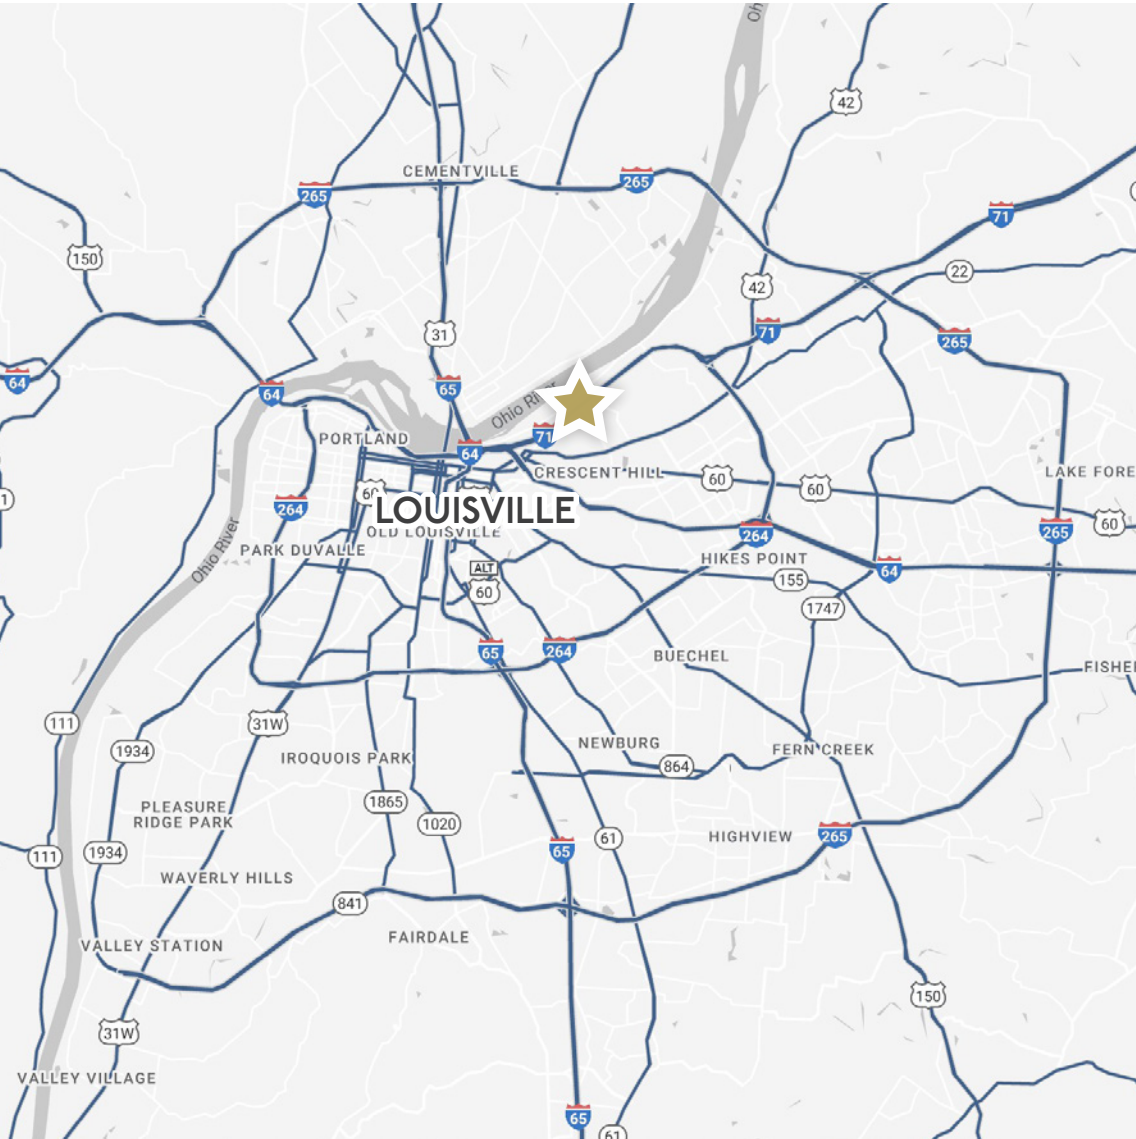 Oh
42
CEMENTVILLE
265
265
71
150
22
42
31
71
265
64
64
65
Ohio River
71
PORTLAND
64
CRESCENT HILL
60
60
LAKE FORE
60
1
264
LOUISVILLE
OLD LOUISVILLE
60
264
265
Ohio River
PARK DUVALLE
HIKES POINT
ALT
60
155
64
1747
65
264
BUECHEL
FISHE
111
31W
1934
NEWBURG
FERN CREEK
IROQUOIS PARK
864
PLEASURE
RIDGE PARK
1865
1020
61
HIGHVIEW
265
111
1934
65
WAVERLY HILLS
841
VALLEY STATION
FAIRDALE
150
31W
VALLEY VILLAGE
65
61